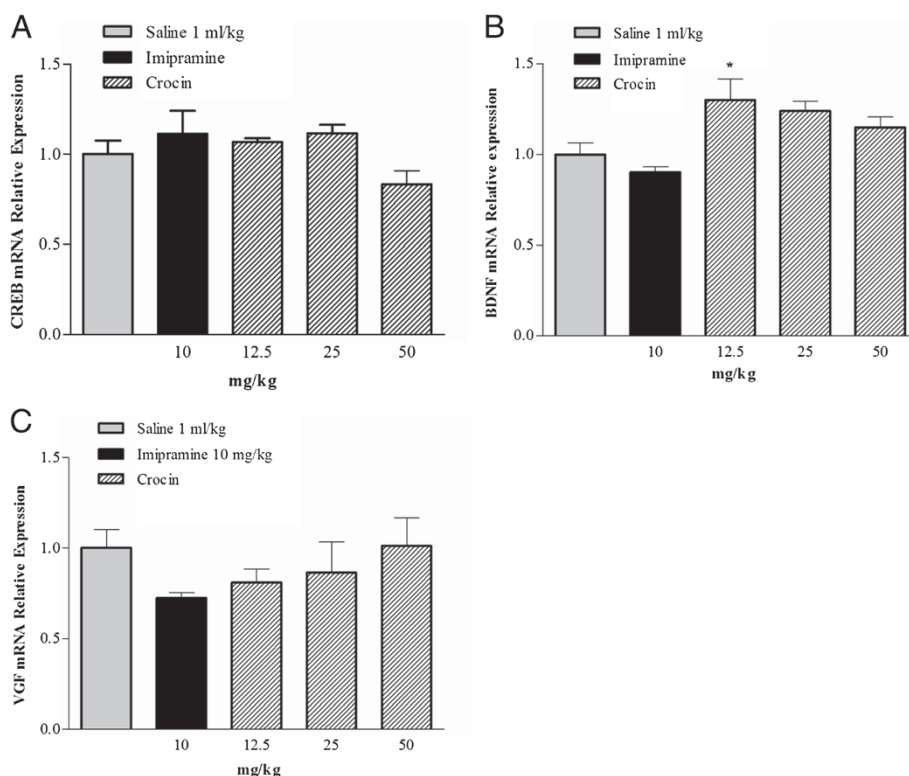 A
Saline 1 ml/kg
Imipramine
Crocin
CREB mRNA Relative Expression
1.5
1.0
0.5
0.0
10 12.5 25 50
mg/kg
B
Saline 1 ml/kg
Imipramine
Crocin
BDNF mRNA Relative expression
1.5
1.0
0.5
0.0
*
10 12.5 25 50
mg/kg
C
Saline 1 ml/kg
Imipramine 10 mg/kg
Crocin
VGF mRNA Relative Expression
1.5
1.0
0.5
0.0
10 12.5 25 50
mg/kg